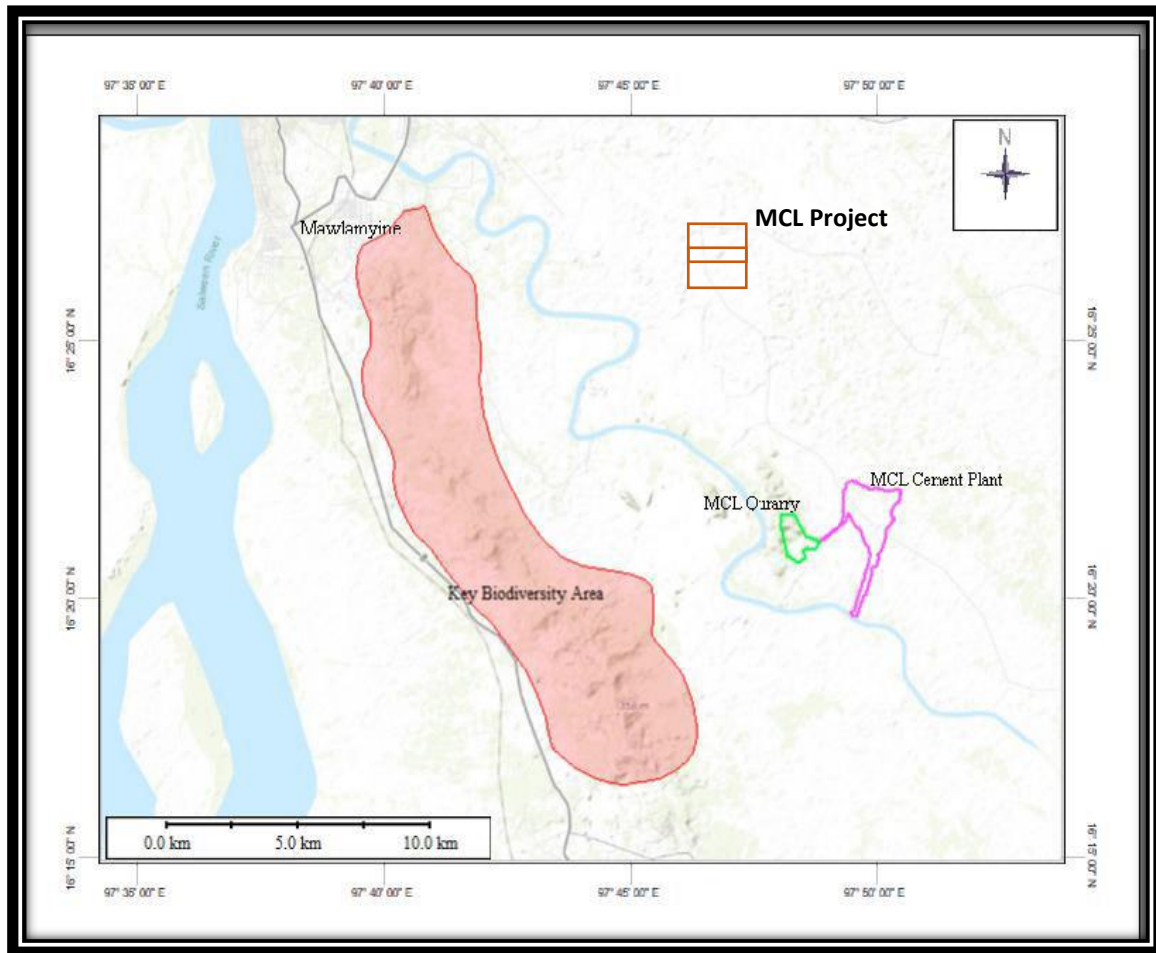 97° 35' 00" E
97° 40' 00" E
97° 45' 00" E
97° 50' 00" E
N
MCL Project
Mawlamyine
Salween River
16° 25' 00" N
16° 25' 00" N
MCL Cement Plant
MCL Qurarry
Key Biodiversity Area
16° 20' 00" N
16° 20' 00" N
0.0 km 5.0 km 10.0 km
16° 15' 00" N
16° 15' 00" N
97° 35' 00" E
97° 40' 00" E
97° 45' 00" E
97° 50' 00" E